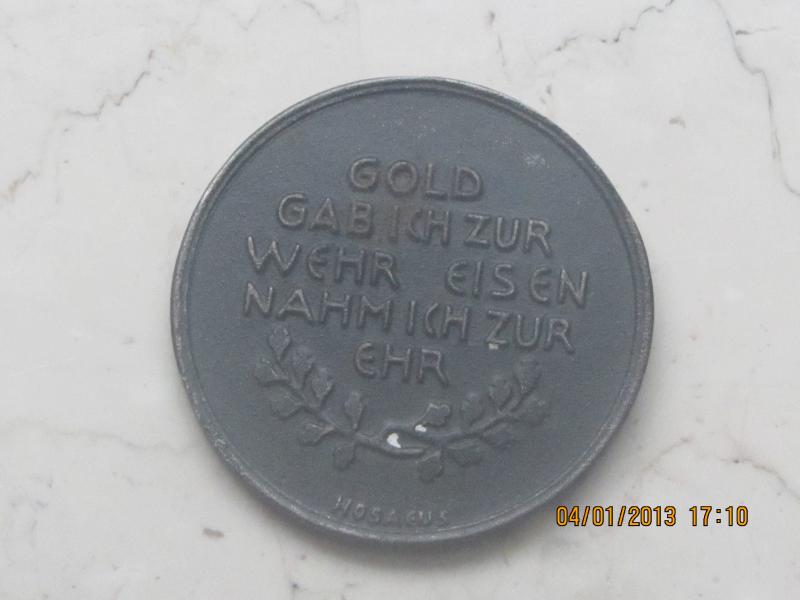 GOLD
GAB ICH ZUR
WEHR EISEN
NAHM ICH ZUR
EHR
HOSAEUS
04/01/2013 17:10